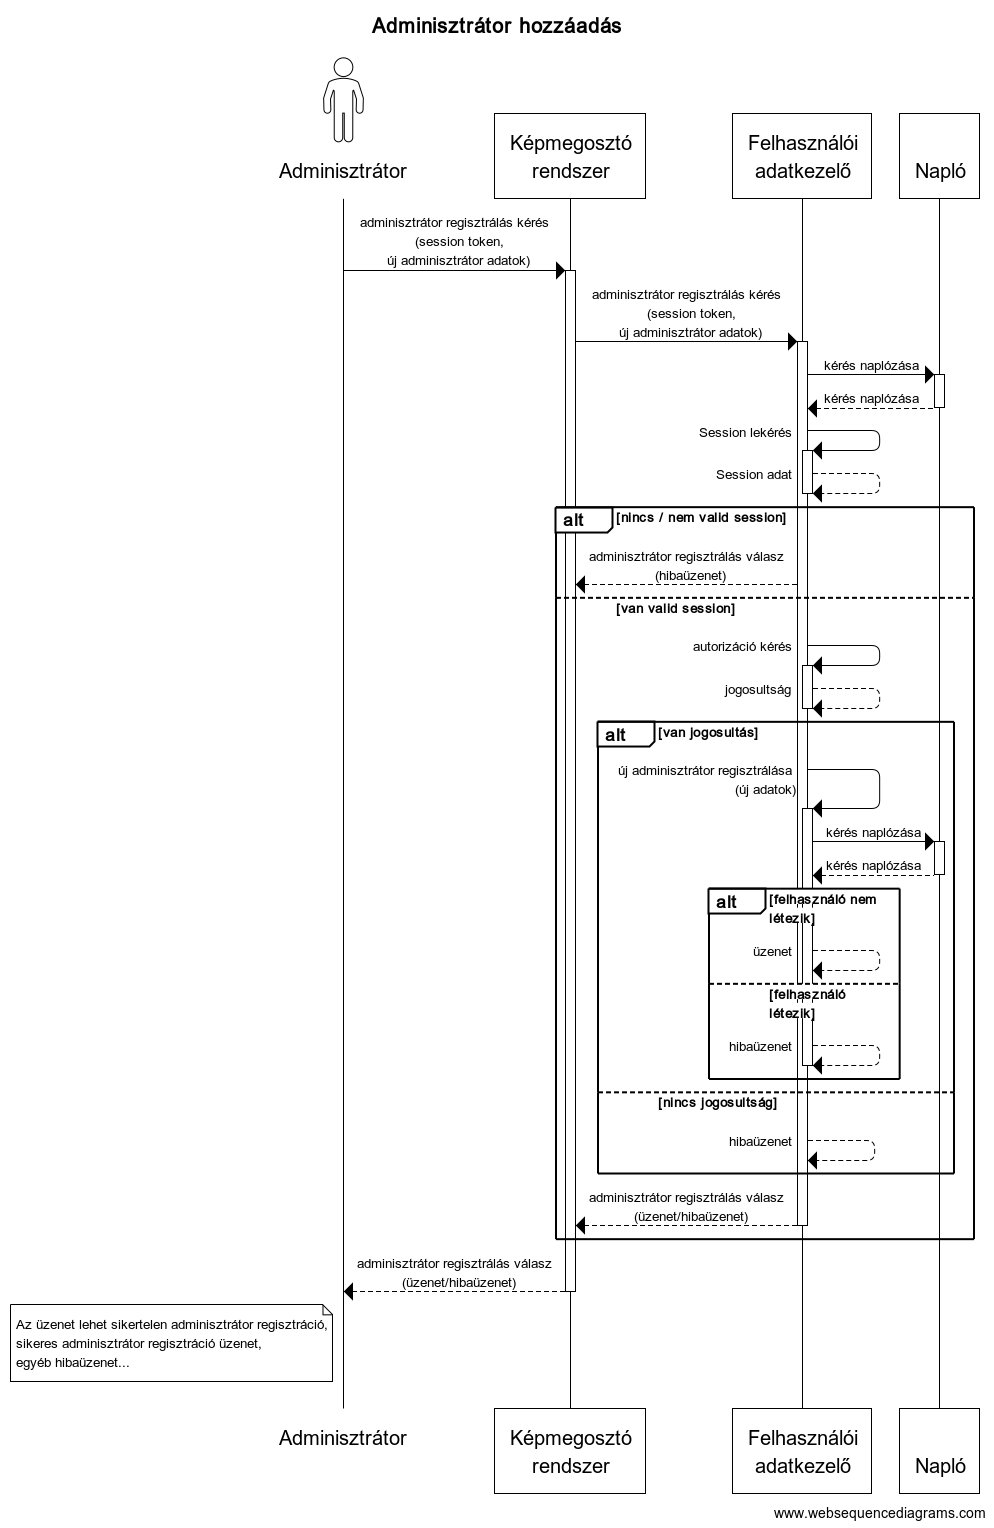 Adminisztrátor hozzáadás
Adminisztrátor
Képmegosztó
rendszer
Felhasználói
adatkezelő
Napló
adminisztrátor regisztrálás kérés
(session token,
új adminisztrátor adatok)
adminisztrátor regisztrálás kérés
(session token,
új adminisztrátor adatok)
kérés naplózása
kérés naplózása
Session lekérés
Session adat
alt
[nincs / nem valid session]
adminisztrátor regisztrálás válasz
(hibaüzenet)
[van valid session]
autorizáció kérés
jogosultság
alt
[van jogosultás]
új adminisztrátor regisztrálása
(új adatok)
kérés naplózása
kérés naplózása
alt
[felhasználó nem
létezik]
üzenet
[felhasználó
létezik]
hibaüzenet
[nincs jogosultság]
hibaüzenet
adminisztrátor regisztrálás válasz
(üzenet/hibaüzenet)
adminisztrátor regisztrálás válasz
(üzenet/hibaüzenet)
Az üzenet lehet sikertelen adminisztrátor regisztráció,
sikeres adminisztrátor regisztráció üzenet,
egyéb hibaüzenet...
Adminisztrátor
Képmegosztó
rendszer
Felhasználói
adatkezelő
Napló
www.websequencediagrams.com